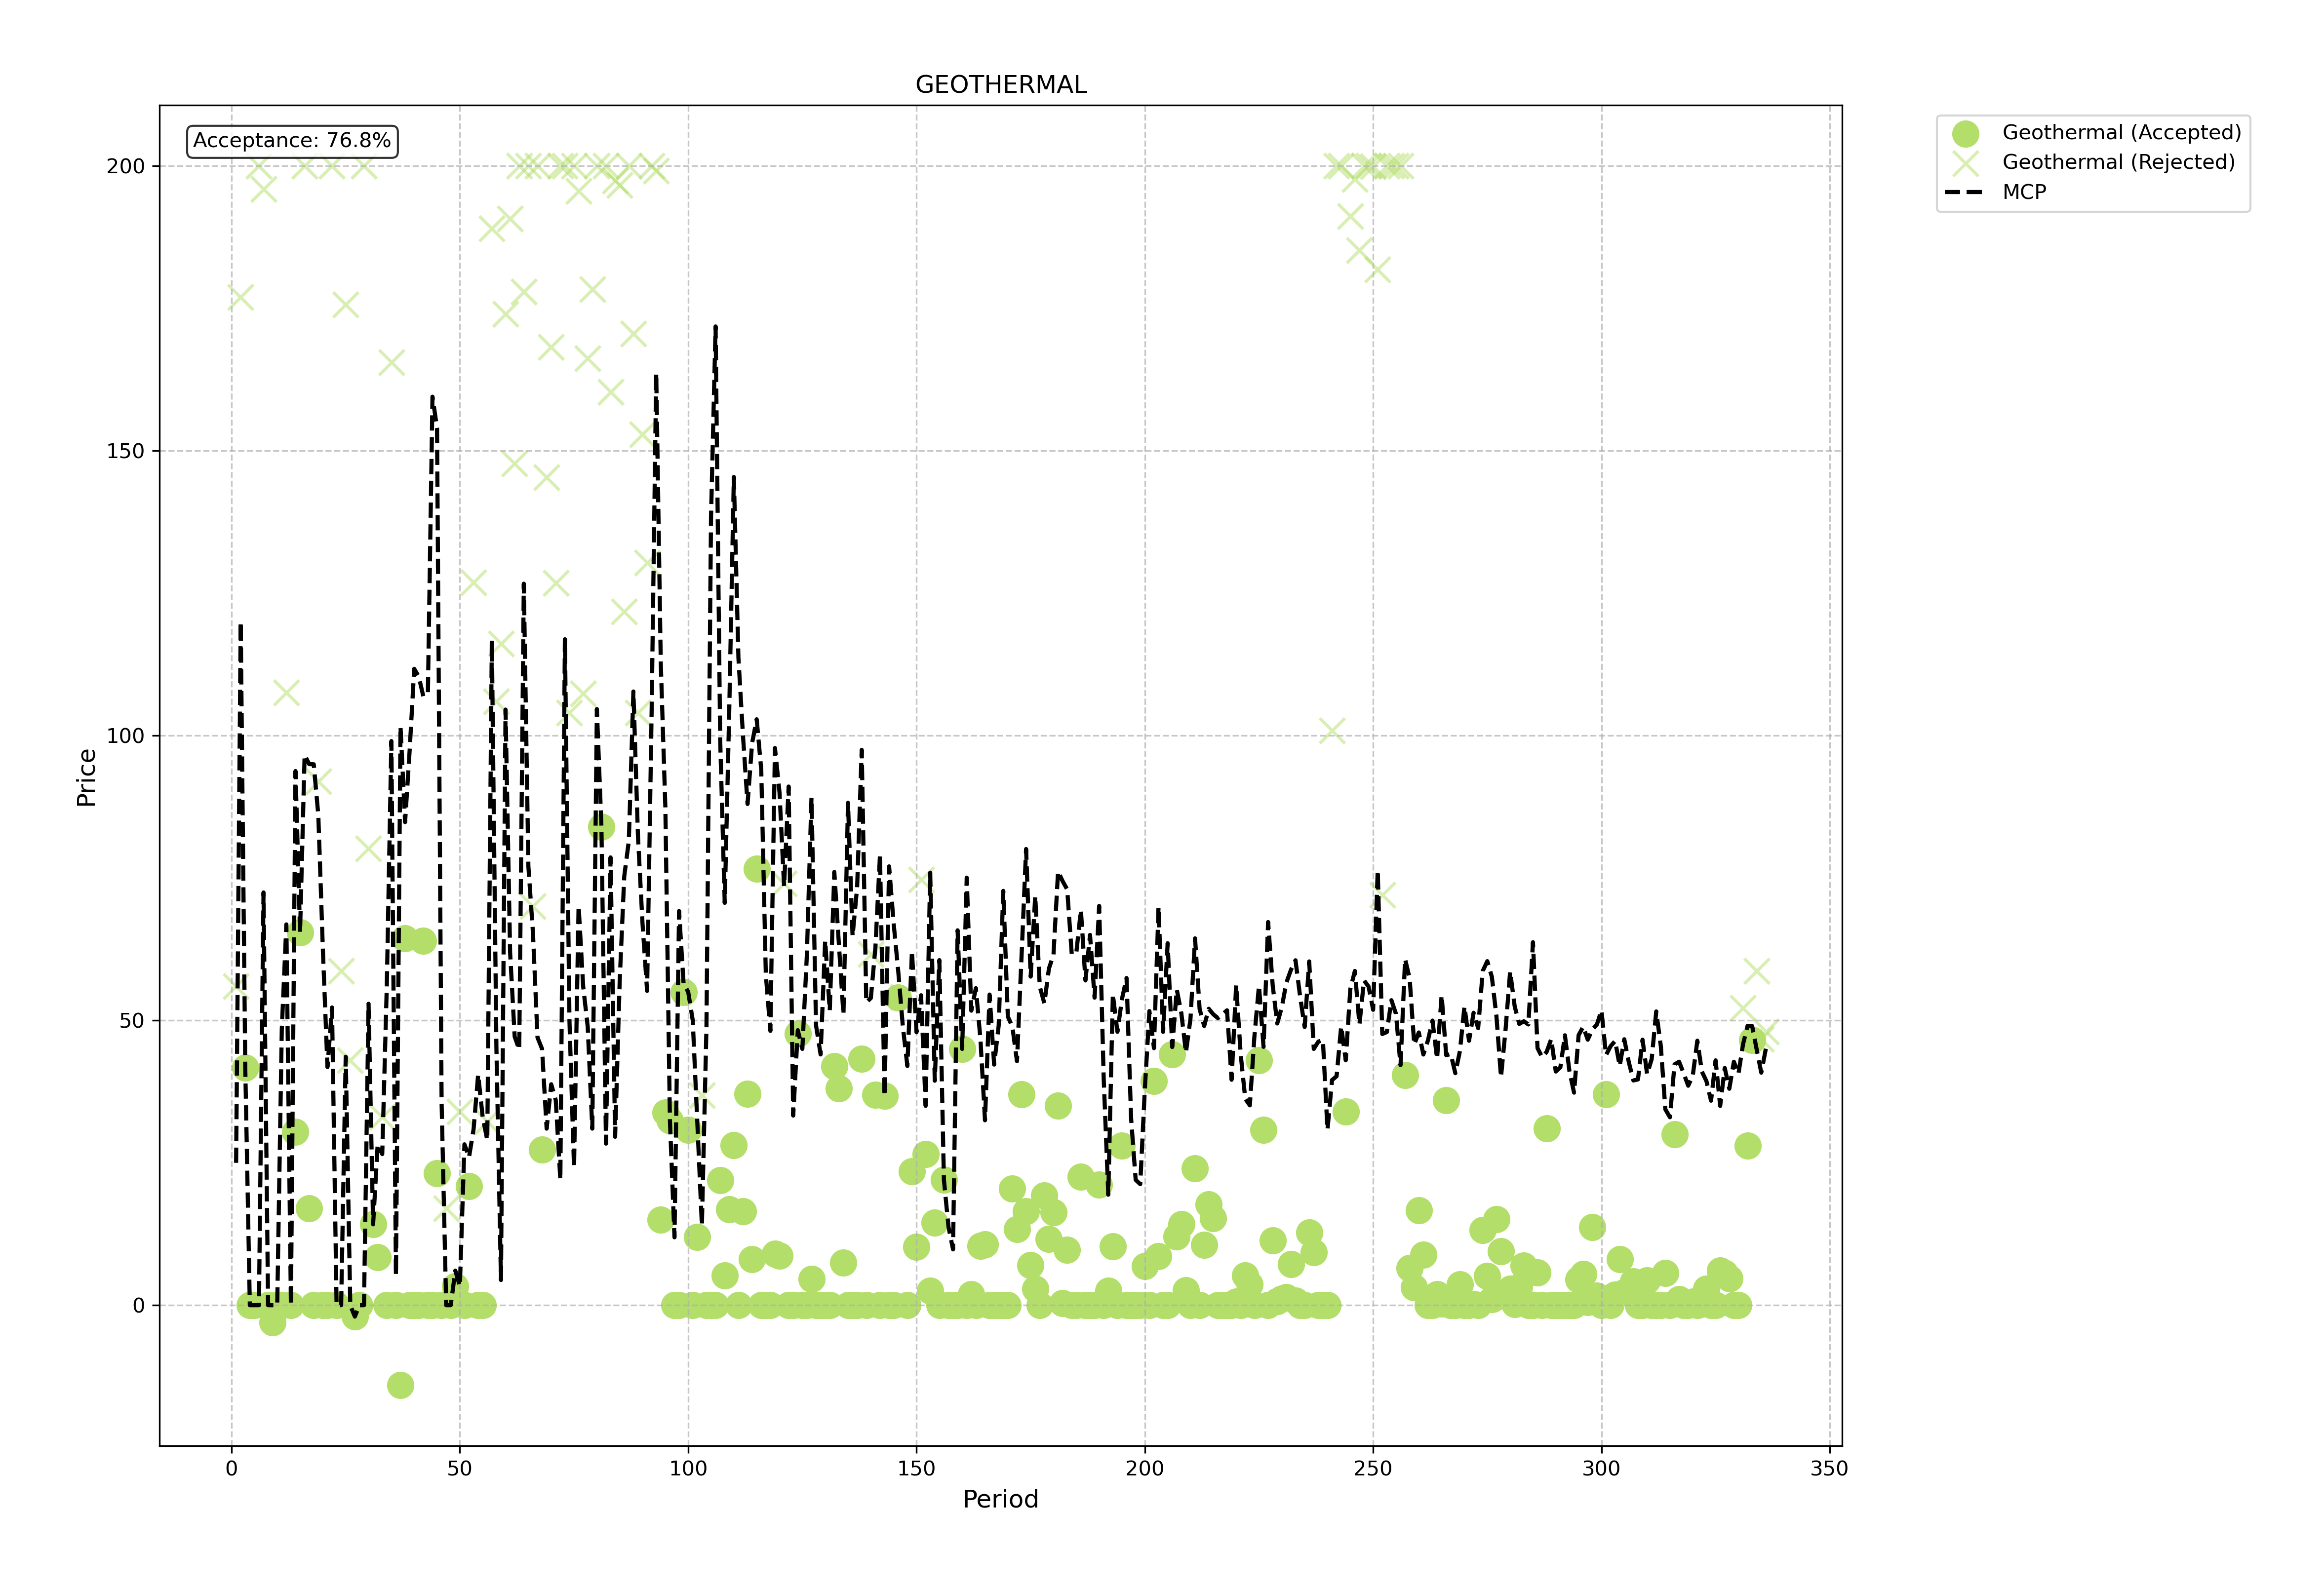 GEOTHERMAL
Acceptance: 76.8%
Geothermal (Accepted)
Geothermal (Rejected)
MCP
Price
200
150
100
50
0
0 50 100 150 200 250 300 350
Period